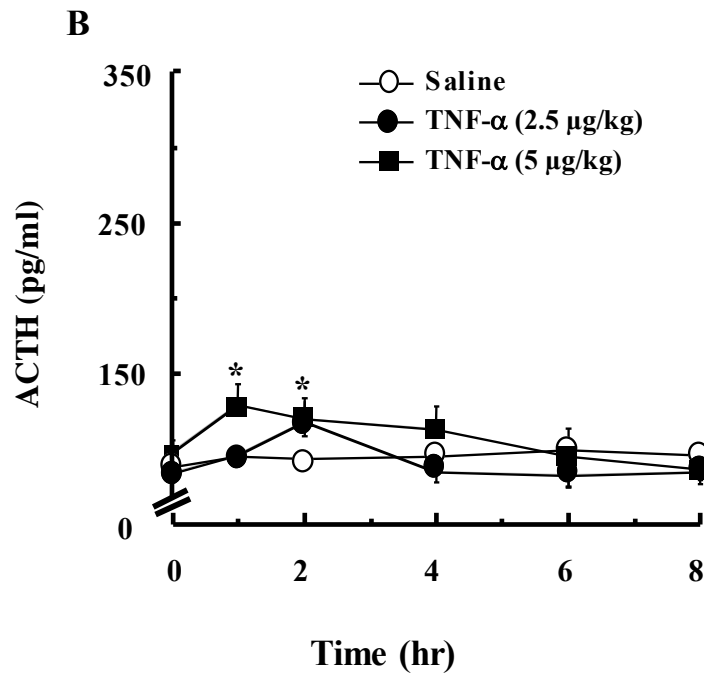 B
350
250
150
0
ACTH (pg/ml)
Saline
TNF-α (2.5 μg/kg)
TNF-α (5 μg/kg)
* *
0 2 4 6 8
Time (hr)